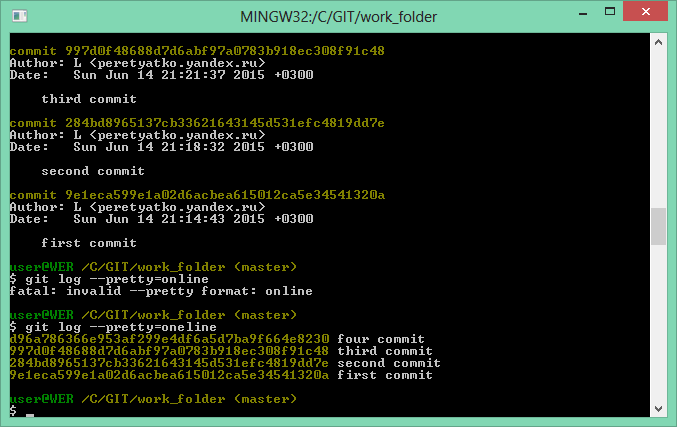 MINGW32:/C/GIT/work_folder
commit 997d0f48688d7d6abf97a0783b918ec308f91c48
Author: L <peretyatko.yandex.ru>
Date:   Sun Jun 14 21:21:37 2015 +0300
third commit
commit 284bd8965137cb33621643145d531efc4819dd7e
Author: L <peretyatko.yandex.ru>
Date:   Sun Jun 14 21:18:32 2015 +0300
second commit
commit 9e1eca599e1a02d6acbea615012ca5e34541320a
Author: L <peretyatko.yandex.ru>
Date:   Sun Jun 14 21:14:43 2015 +0300
first commit
user@WER /C/GIT/work_folder (master)
$ git log --pretty=online
fatal: invalid --pretty format: online
user@WER /C/GIT/work_folder (master)
$ git log --pretty=oneline
d96a786366e953af299e4df6a5d7ba9f664e8230 four commit
997d0f48688d7d6abf97a0783b918ec308f91c48 third commit
284bd8965137cb33621643145d531efc4819dd7e second commit
9e1eca599e1a02d6acbea615012ca5e34541320a first commit
user@WER /C/GIT/work_folder (master)
$